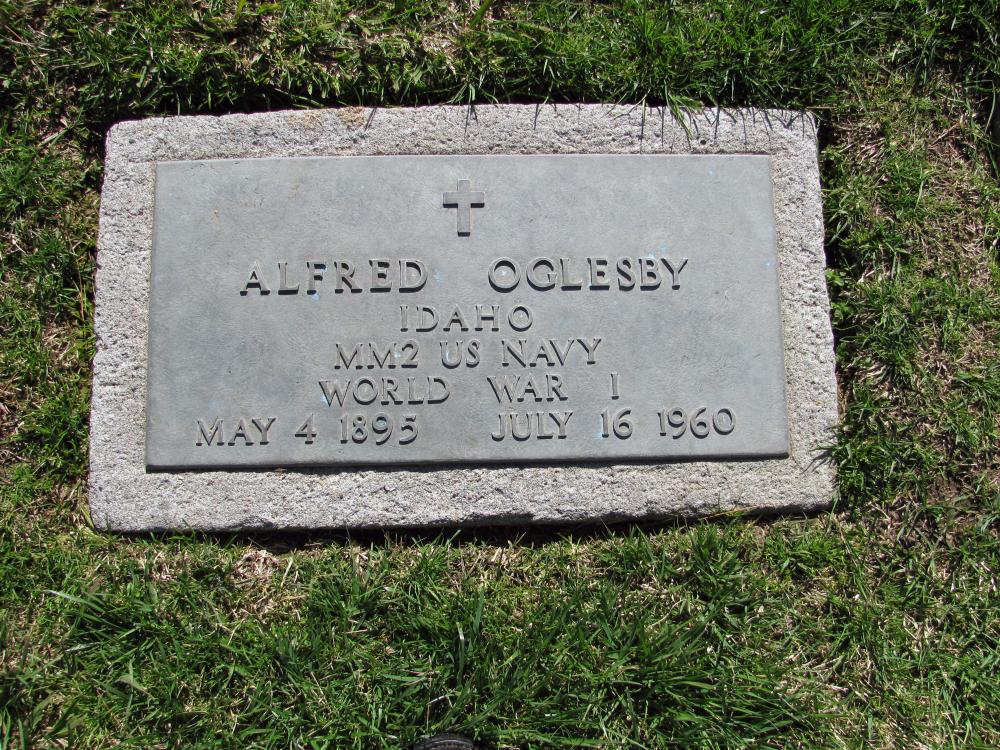 ALFRED OGLESBY
IDAHO
MM2 US NAVY
WORLD WAR I
MAY 4 1895 JULY 16 1960